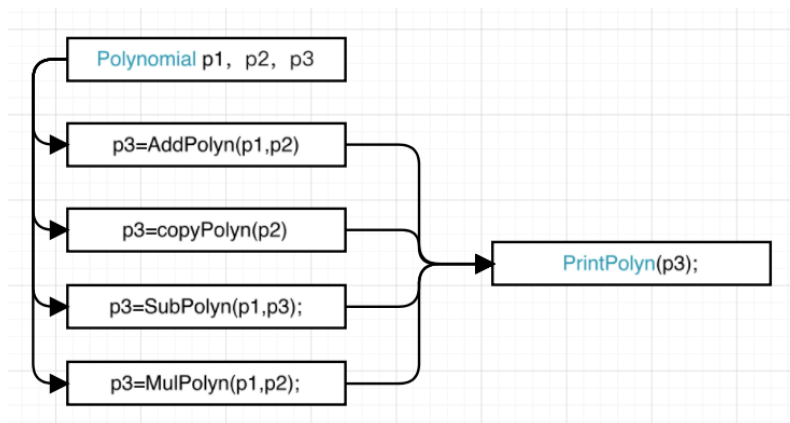 Polynomial p1, p2, p3
p3=AddPolyn(p1,p2)
p3=copyPolyn(p2)
p3=SubPolyn(p1,p3);
p3=MulPolyn(p1,p2);
PrintPolyn(p3);